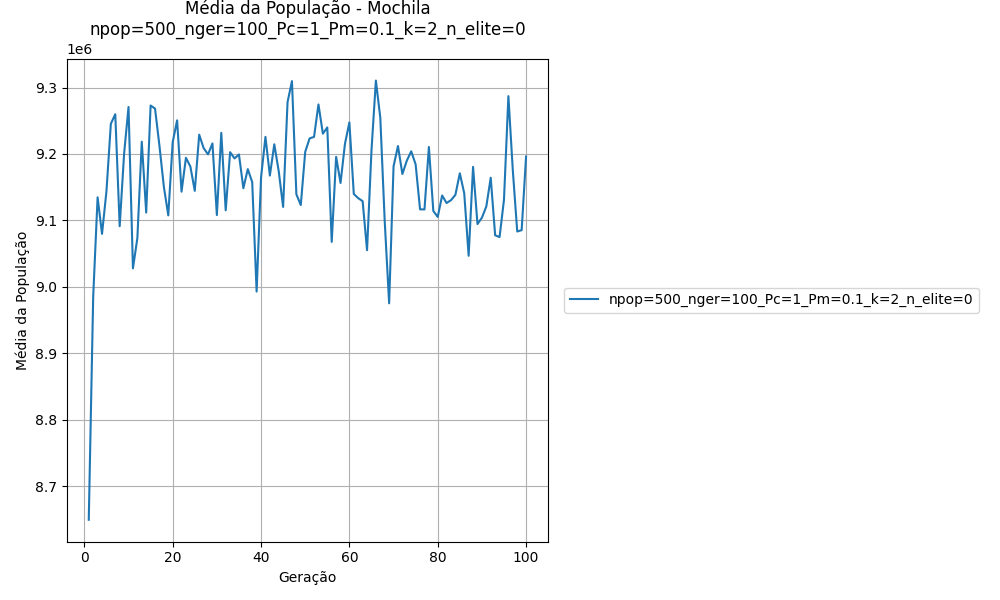 Média da População - Mochila
npop=500_nger=100_Pc=1_Pm=0.1_k=2_n_elite=0
1e6
9.3
9.2
9.1
9.0
8.9
8.8
8.7
Média da População
0 20 40 60 80 100
Geração
npop=500_nger=100_Pc=1_Pm=0.1_k=2_n_elite=0